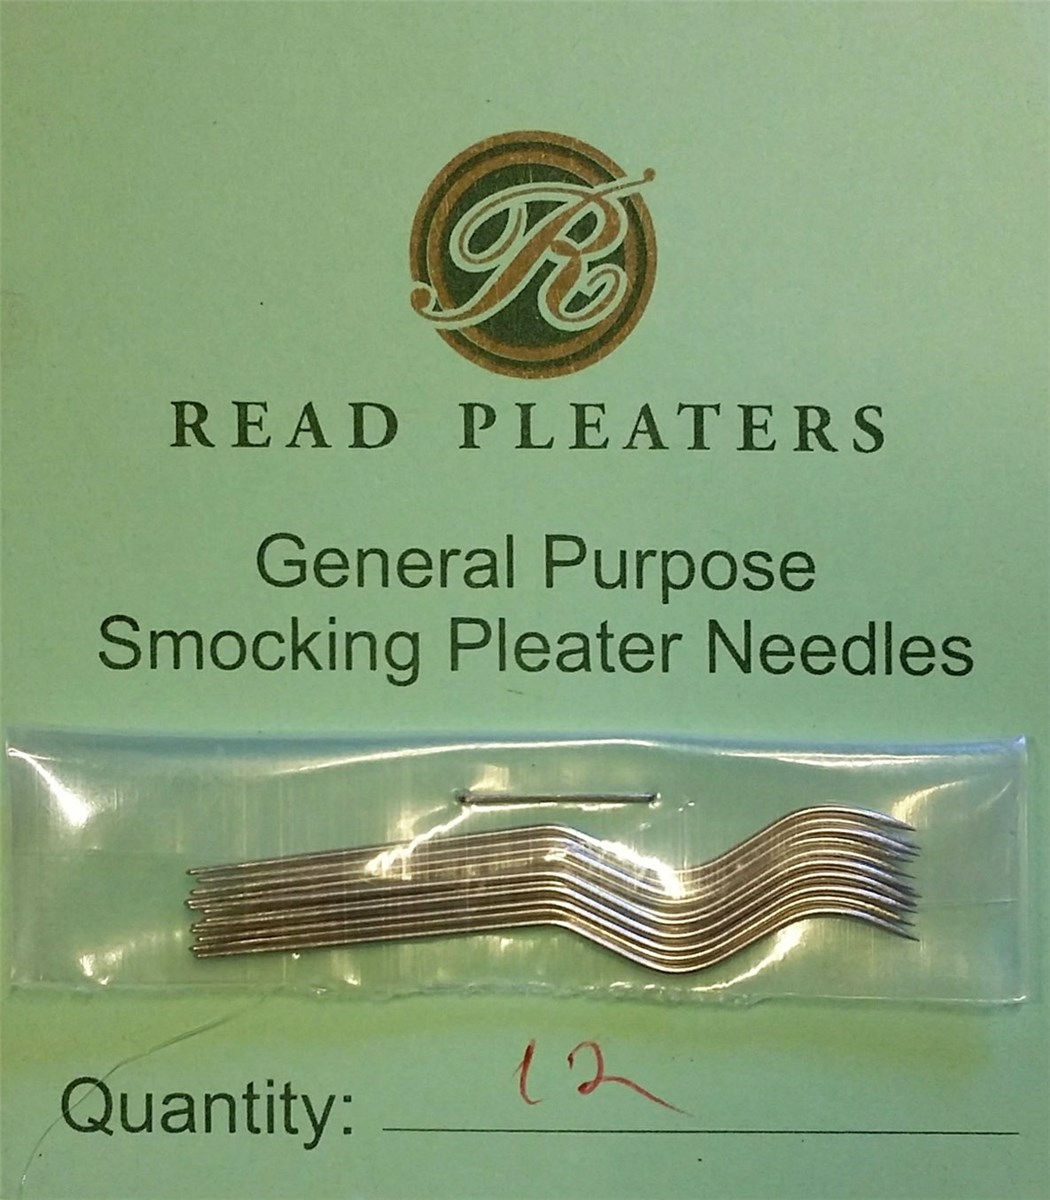 R
READ PLEATERS
General Purpose
Smocking Pleater Needles
Quantity: 12